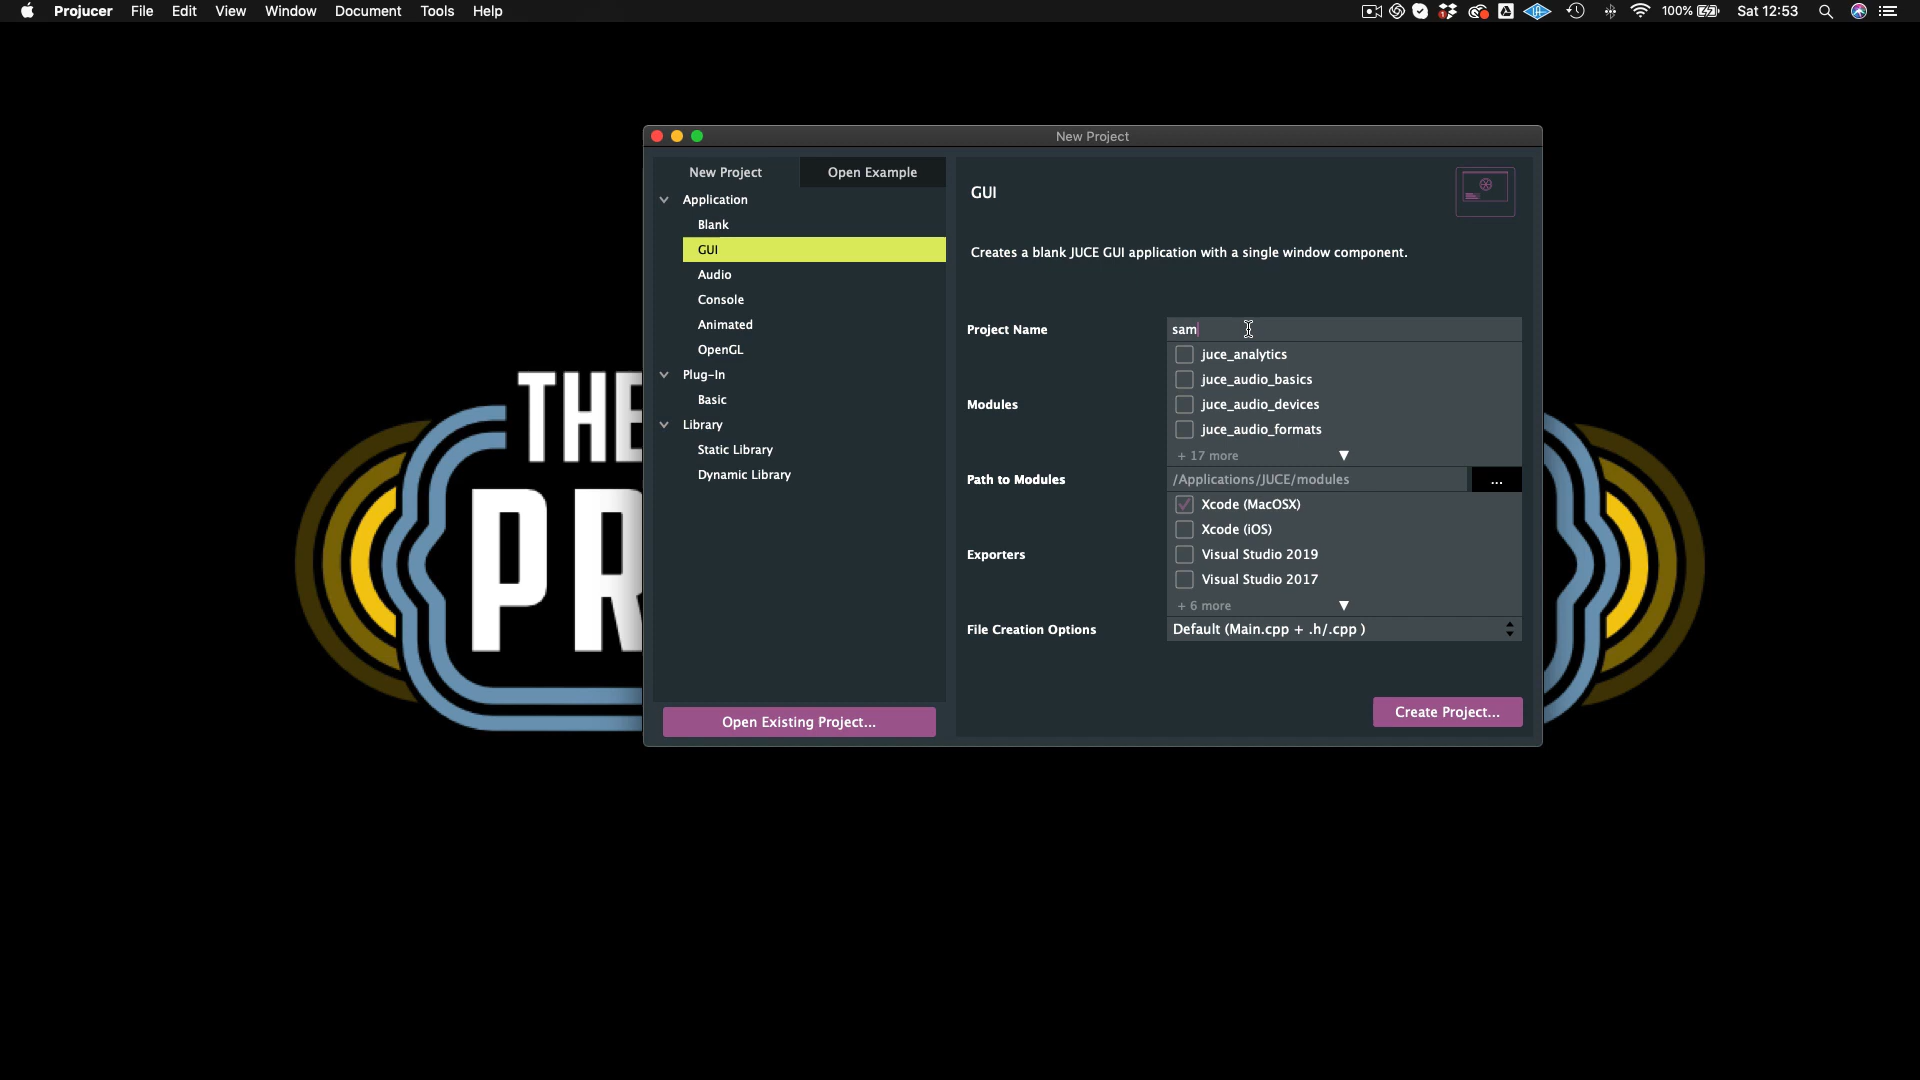 Projucer File Edit View Window Document Tools Help 100% Sat 12:53
New Project
New Project Open Example
Application
Blank
GUI
Audio
Console
Animated
OpenGL
Plug-In
Basic
Library
Static Library
Dynamic Library
Open Existing Project...
GUI
Creates a blank JUCE GUI application with a single window component.
Project Name sam
Modules
juce_analytics
juce_audio_basics
juce_audio_devices
juce_audio_formats
+ 17 more
Path to Modules /Applications/JUCE/modules ...
Exporters
Xcode (MacOSX)
Xcode (iOS)
Visual Studio 2019
Visual Studio 2017
+ 6 more
File Creation Options Default (Main.cpp + .h/.cpp )
Create Project...
THE
PR